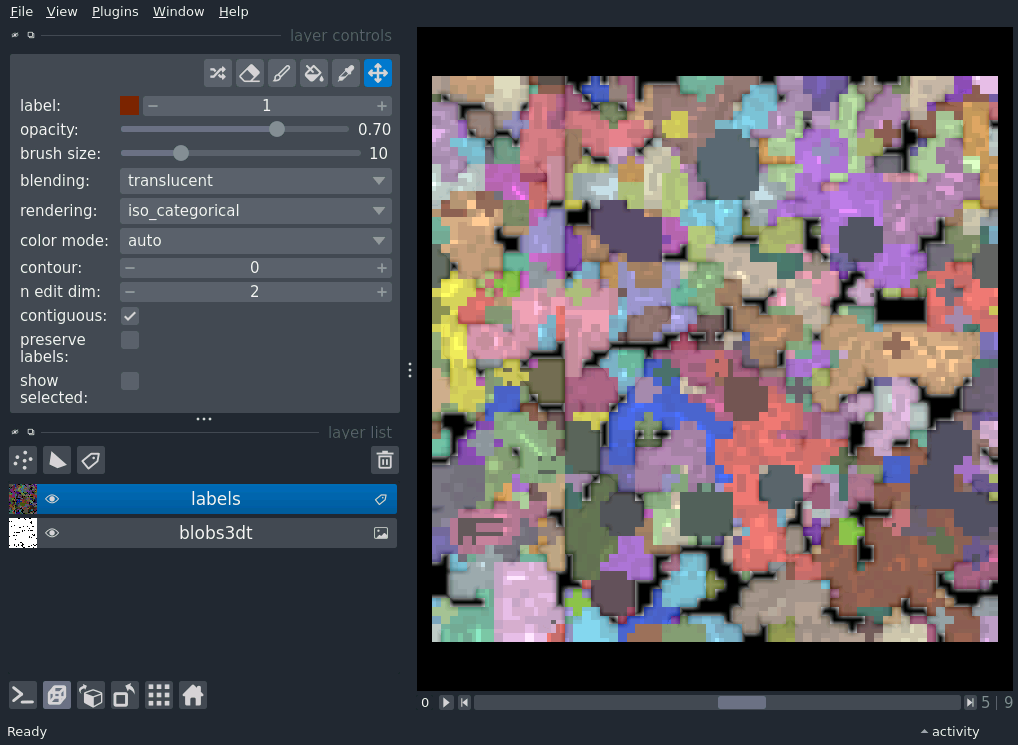 File View Plugins Window Help
layer controls
label: 1
opacity: 0.70
brush size: 10
blending: translucent
rendering: iso_categorical
color mode: auto
contour: 0
n edit dim: 2
contiguous:
preserve
labels:
show
selected:
layer list
labels
blobs3dt
0 5 | 9
Ready activity